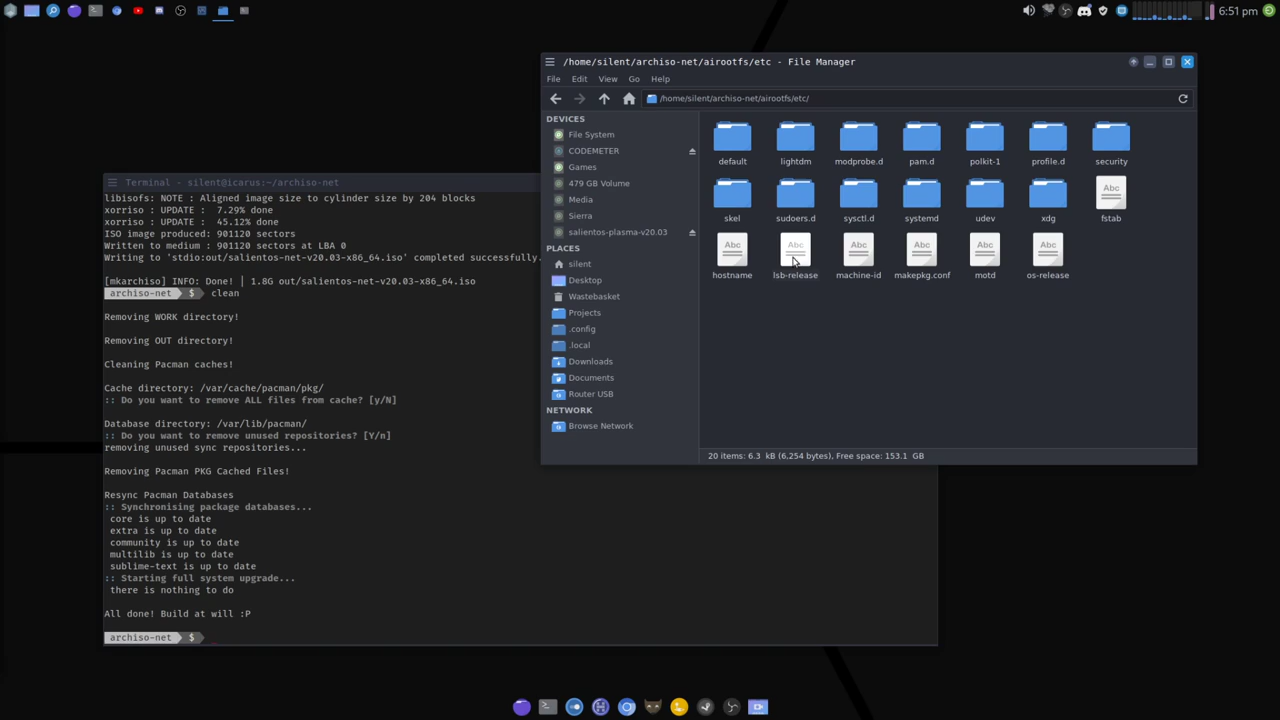 6:51 pm
/home/silent/archiso-net/airootfs/etc - File Manager
File Edit View Go Help
/home/silent/archiso-net/airootfs/etc/
DEVICES
File System
CODEMETER
Games
479 GB Volume
Media
Sierra
salientos-plasma-v20.03
PLACES
silent
Desktop
Wastebasket
Projects
.config
.local
Downloads
Documents
Router USB
NETWORK
Browse Network
default lightdm modprobe.d pam.d polkit-1 profile.d security
Abc
skel sudoers.d sysctl.d systemd udev xdg fstab
Abc Abc Abc Abc Abc Abc
hostname lsb-release machine-id makepkg.conf motd os-release
20 items: 6.3 kB (6,254 bytes), Free space: 153.1 GB
Terminal - silent@icarus:~/archiso-net
libisofs: NOTE : Aligned image size to cylinder size by 204 blocks
xorriso : UPDATE : 7.29% done
xorriso : UPDATE : 45.12% done
ISO image produced: 901120 sectors
Written to medium : 901120 sectors at LBA 0
Writing to 'stdio:out/salientos-net-v20.03-x86_64.iso' completed successfully.
[mkarchiso] INFO: Done! | 1.8G out/salientos-net-v20.03-x86_64.iso
archiso-net $ clean
Removing WORK directory!
Removing OUT directory!
Cleaning Pacman caches!
Cache directory: /var/cache/pacman/pkg/
:: Do you want to remove ALL files from cache? [y/N]
Database directory: /var/lib/pacman/
:: Do you want to remove unused repositories? [Y/n]
removing unused sync repositories...
Removing Pacman PKG Cached Files!
Resync Pacman Databases
:: Synchronising package databases...
core is up to date
extra is up to date
community is up to date
multilib is up to date
sublime-text is up to date
:: Starting full system upgrade...
there is nothing to do
All done! Build at will :P
archiso-net $